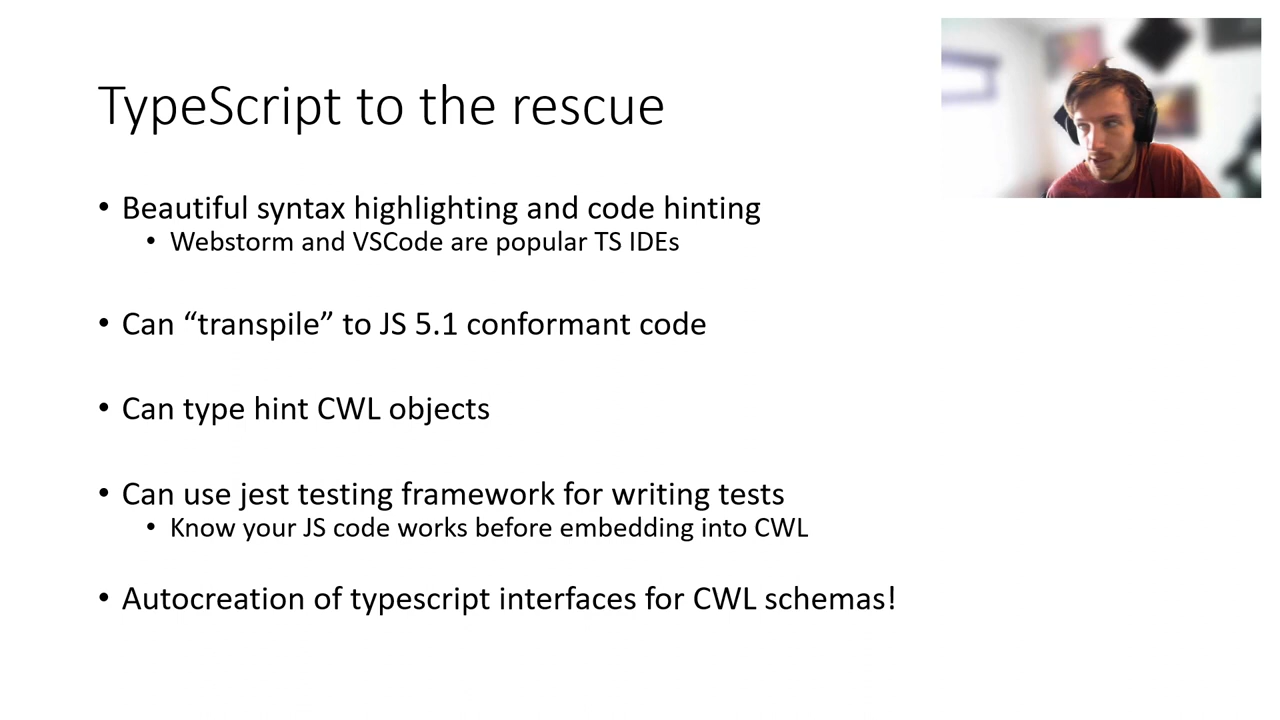 TypeScript to the rescue
• Beautiful syntax highlighting and code hinting
• Webstorm and VSCode are popular TS IDEs
• Can “transpile” to JS 5.1 conformant code
• Can type hint CWL objects
• Can use jest testing framework for writing tests
• Know your JS code works before embedding into CWL
• Autocreation of typescript interfaces for CWL schemas!